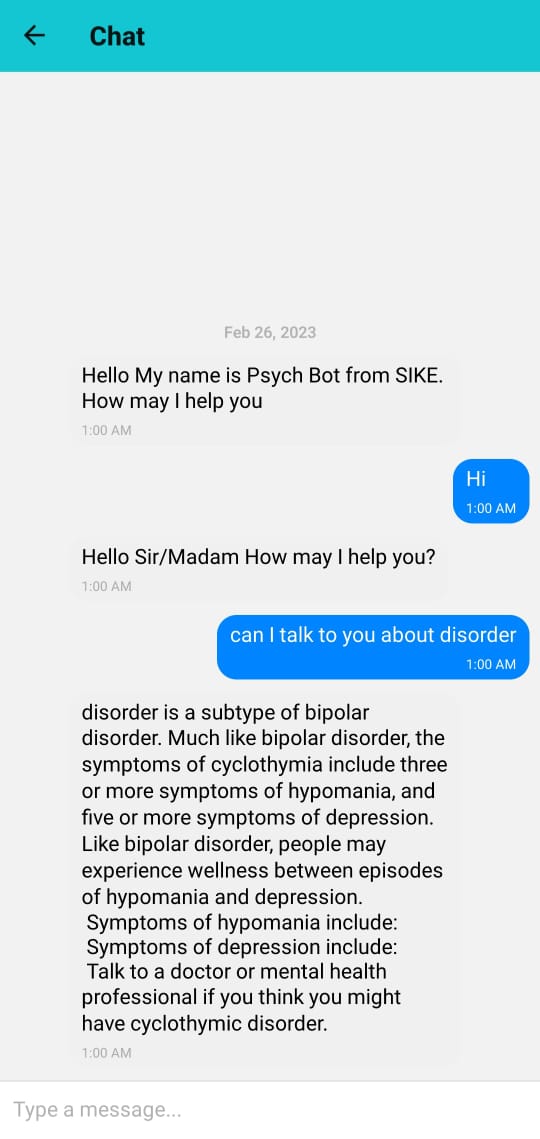 Chat
Feb 26, 2023
Hello My name is Psych Bot from SIKE.
How may I help you
1:00 AM
Hi
1:00 AM
Hello Sir/Madam How may I help you?
1:00 AM
can I talk to you about disorder
1:00 AM
disorder is a subtype of bipolar
disorder. Much like bipolar disorder, the
symptoms of cyclothymia include three
or more symptoms of hypomania, and
five or more symptoms of depression.
Like bipolar disorder, people may
experience wellness between episodes
of hypomania and depression.
Symptoms of hypomania include:
Symptoms of depression include:
Talk to a doctor or mental health
professional if you think you might
have cyclothymic disorder.
1:00 AM
Type a message...